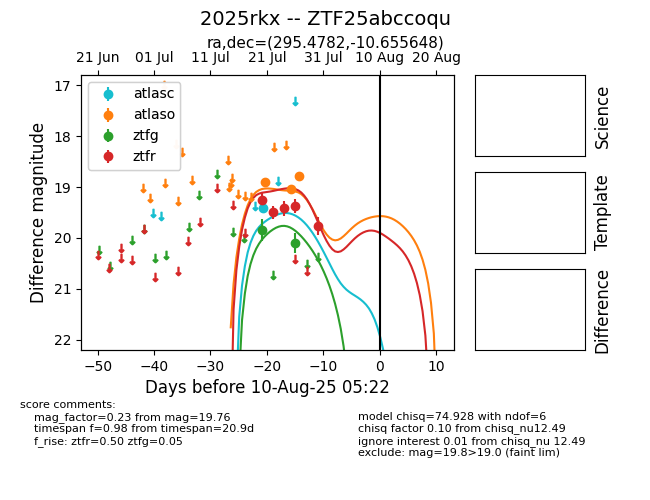 2025rkx -- ZTF25abccoqu
ra,dec=(295.4782,-10.655648)
21 Jun 01 Jul 11 Jul 21 Jul 31 Jul 10 Aug 20 Aug
atlasc
atlaso
ztfg
ztfr
17
18
19
20
21
22
Difference magnitude
−50 −40 −30 −20 −10 0 10
Days before 10-Aug-25 05:22
Science
Template
Difference
score comments:
mag_factor=0.23 from mag=19.76
timespan f=0.98 from timespan=20.9d
f_rise: ztfr=0.50 ztfg=0.05
model chisq=74.928 with ndof=6
chisq factor 0.10 from chisq_nu12.49
ignore interest 0.01 from chisq_nu 12.49
exclude: mag=19.8>19.0 (faint lim)